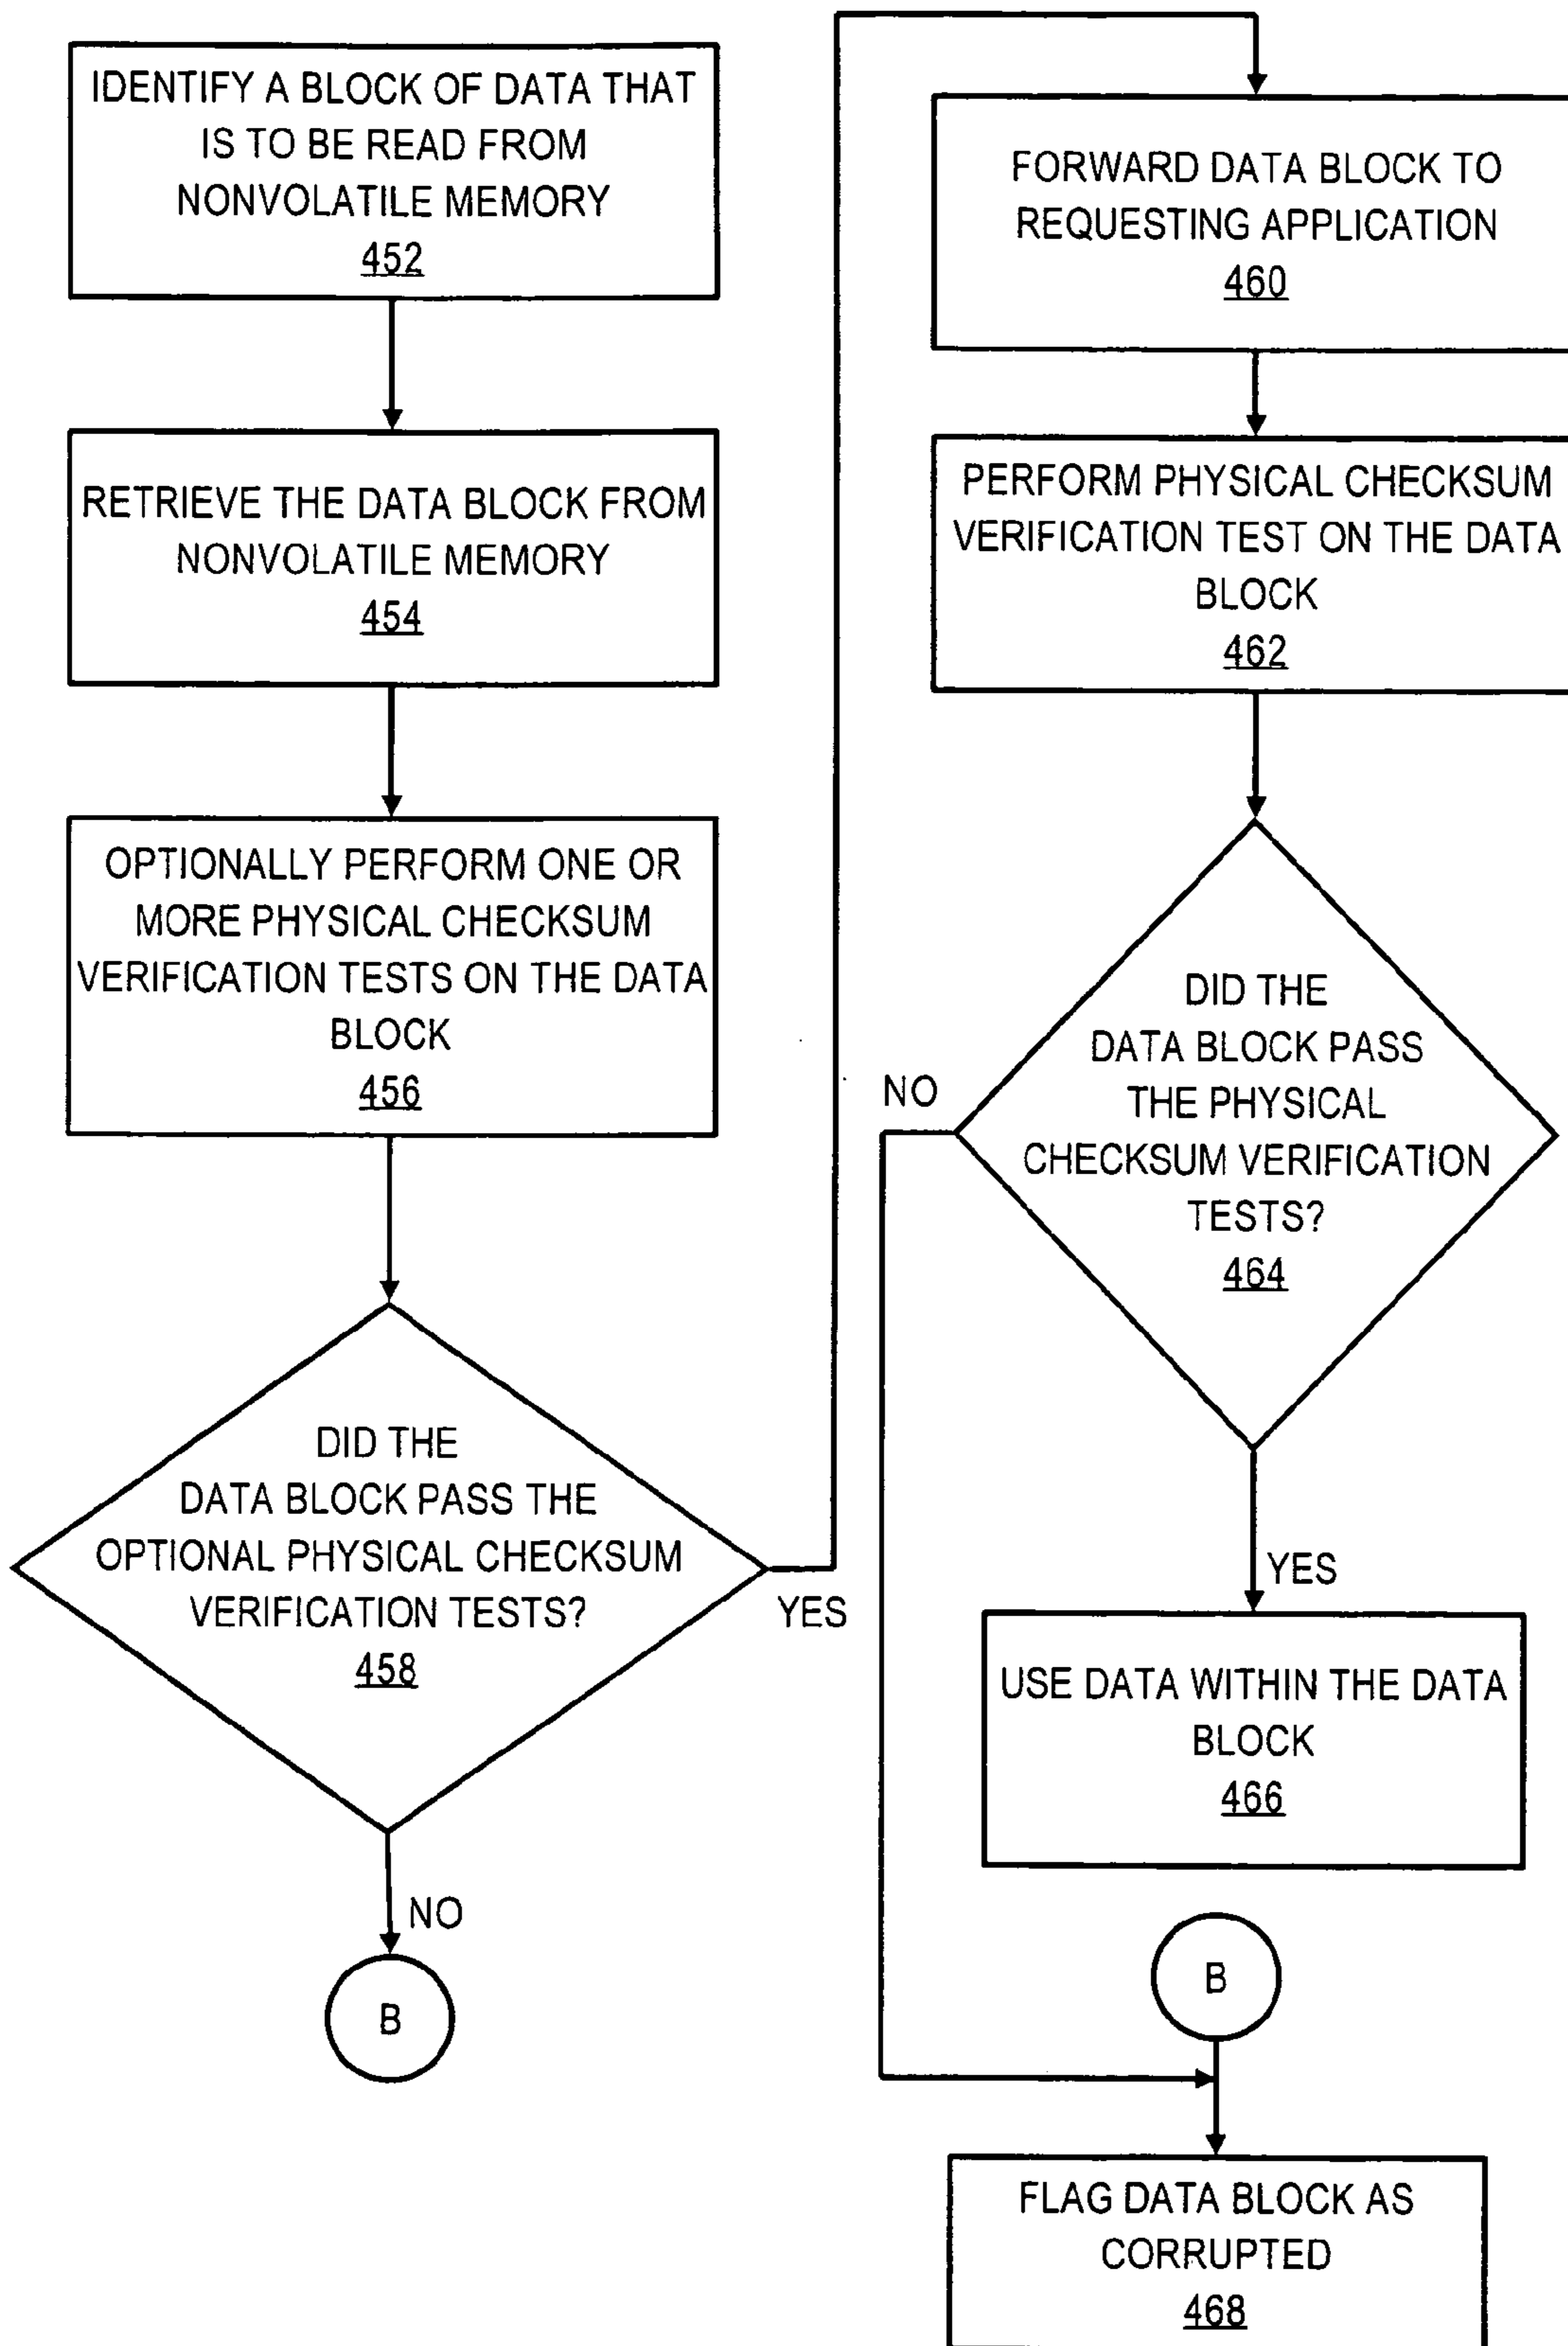 IDENTIFY A BLOCK OF DATA THAT
IS TO BE READ FROM
NONVOLATILE MEMORY
452
RETRIEVE THE DATA BLOCK FROM
NONVOLATILE MEMORY
454
OPTIONALLY PERFORM ONE OR
MORE PHYSICAL CHECKSUM
VERIFICATION TESTS ON THE DATA
BLOCK
456
DID THE
DATA BLOCK PASS THE
OPTIONAL PHYSICAL CHECKSUM
VERIFICATION TESTS?
458
YES
NO
B
FORWARD DATA BLOCK TO
REQUESTING APPLICATION
460
PERFORM PHYSICAL CHECKSUM
VERIFICATION TEST ON THE DATA
BLOCK
462
DID THE
DATA BLOCK PASS
THE PHYSICAL
CHECKSUM VERIFICATION
TESTS?
464
NO
YES
USE DATA WITHIN THE DATA
BLOCK
466
B
FLAG DATA BLOCK AS
CORRUPTED
468